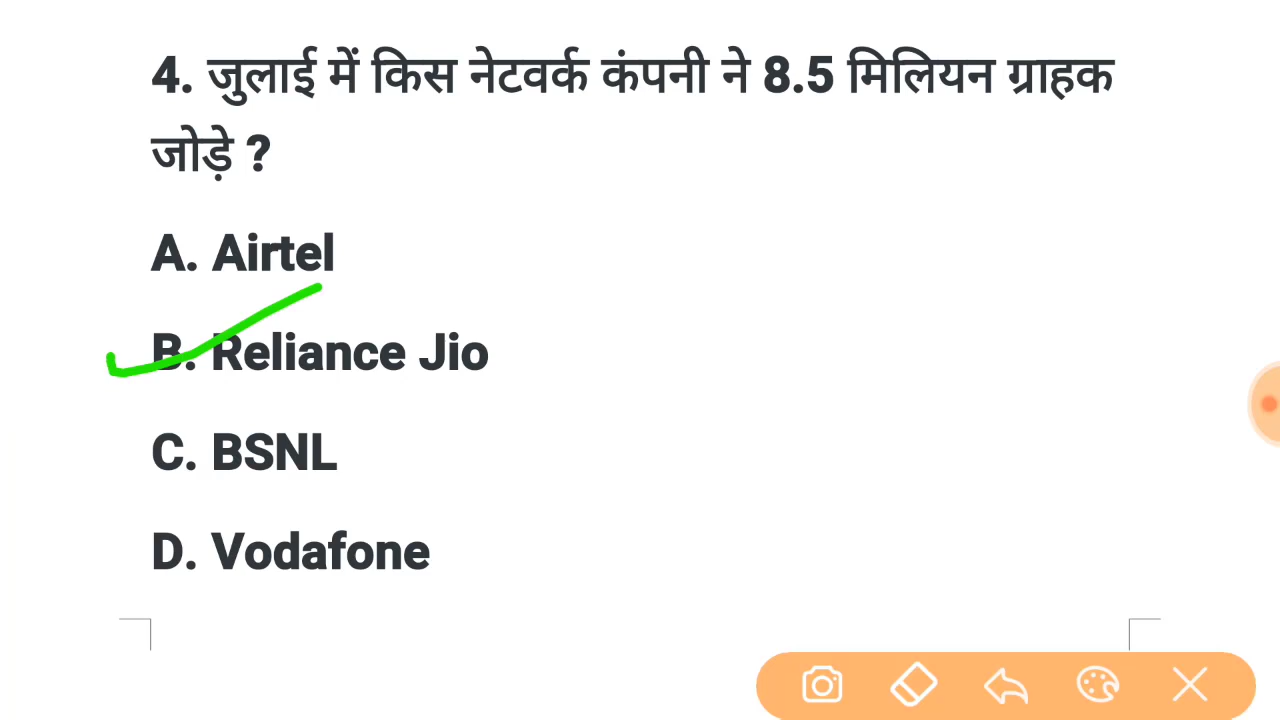 4. जुलाई में किस नेटवर्क कंपनी ने 8.5 मिलियन ग्राहक
जोड़े ?
A. Airtel
B. Reliance Jio
C. BSNL
D. Vodafone